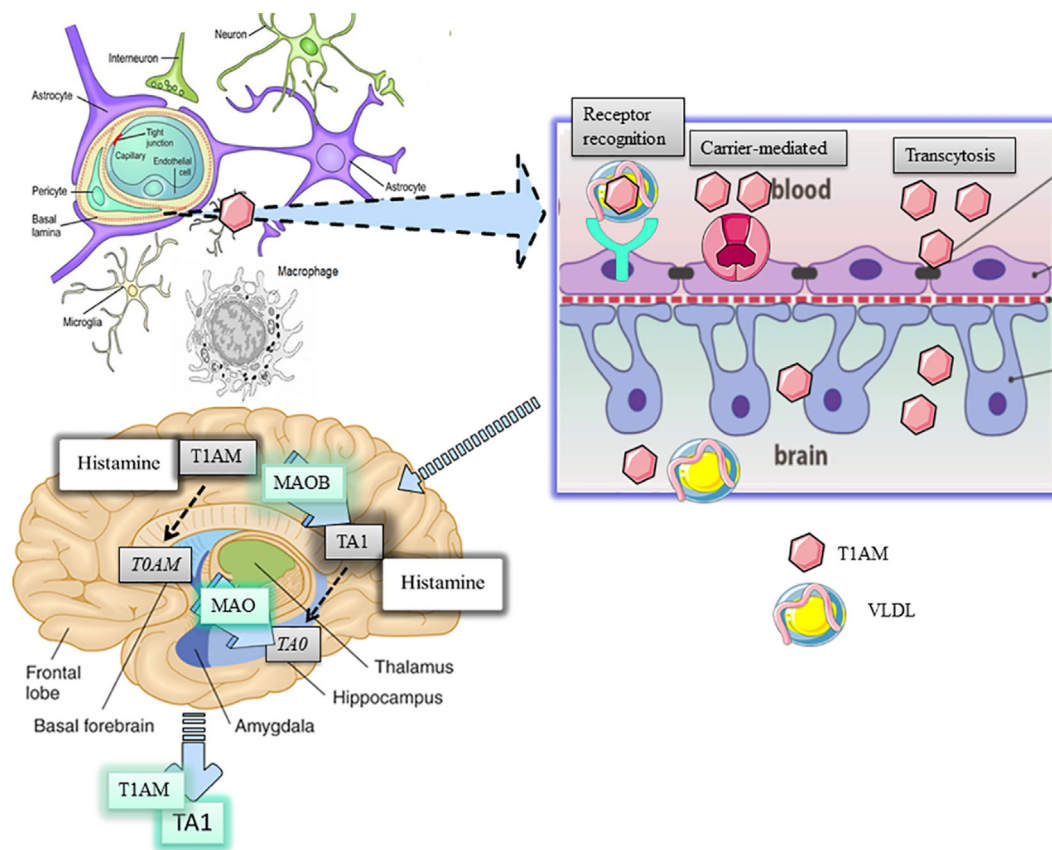 Neuron
Interneuron
Astrocyte
Tight
junction
Capillary
Endothelial
cell
Pericyte
Basal
lamina
Astrocyte
Microglia
Macrophage
Receptor
recognition
Carrier-mediated
Transcytosis
blood
brain
T1AM
VLDL
Histamine
T1AM
MAOB
TA1
Histamine
T0AM
MAO
TA0
Thalamus
Hippocampus
Amygdala
Frontal
lobe
Basal forebrain
T1AM
TA1